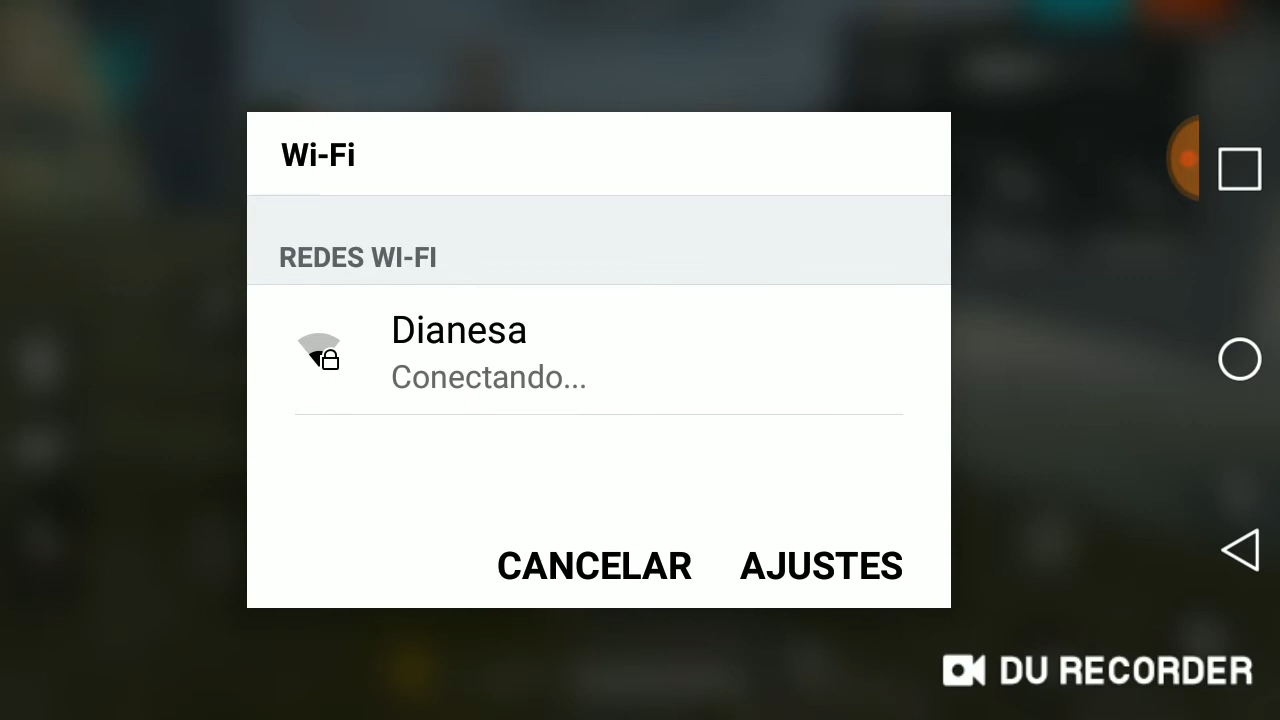 Wi-Fi
REDES WI-FI
Dianesa
Conectando...
CANCELAR AJUSTES
DU RECORDER